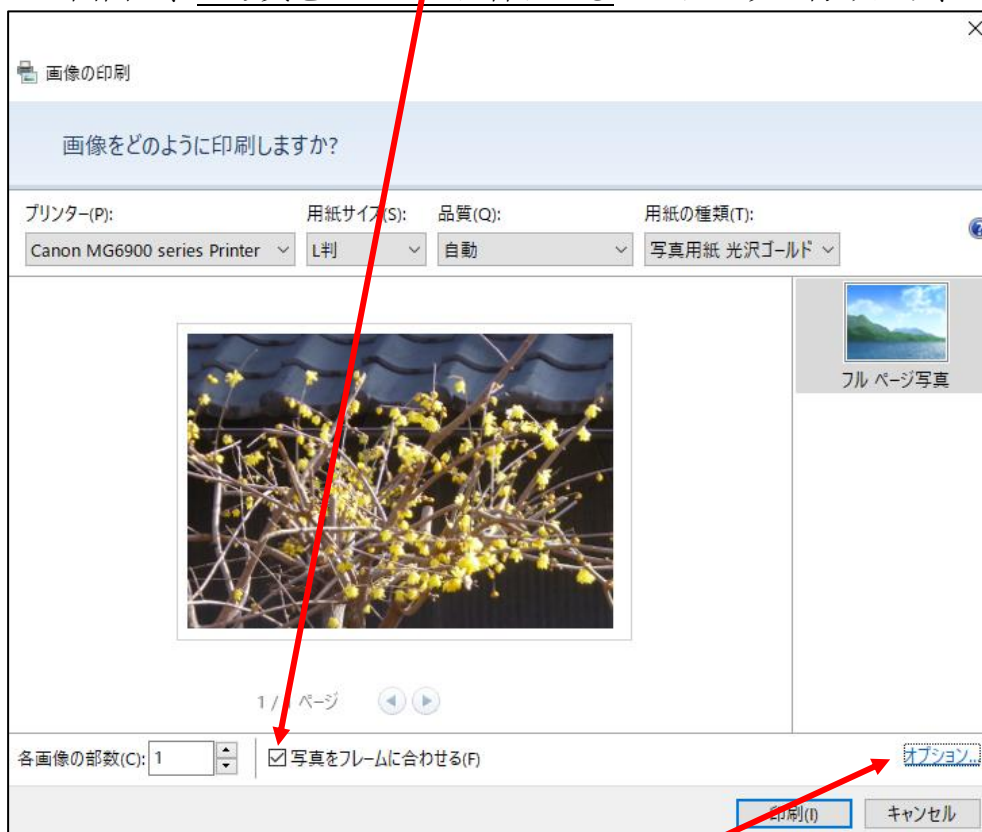 画像の印刷
画像をどのように印刷しますか?
プリンター(P): 用紙サイズ(S): 品質(Q): 用紙の種類(T):
Canon MG6900 series Printer L判 自動 写真用紙 光沢ゴールド
フル ページ写真
1 / ページ
各画像の部数(C): 1 写真をフレームに合わせる(F) オプション...
印刷(I) キャンセル